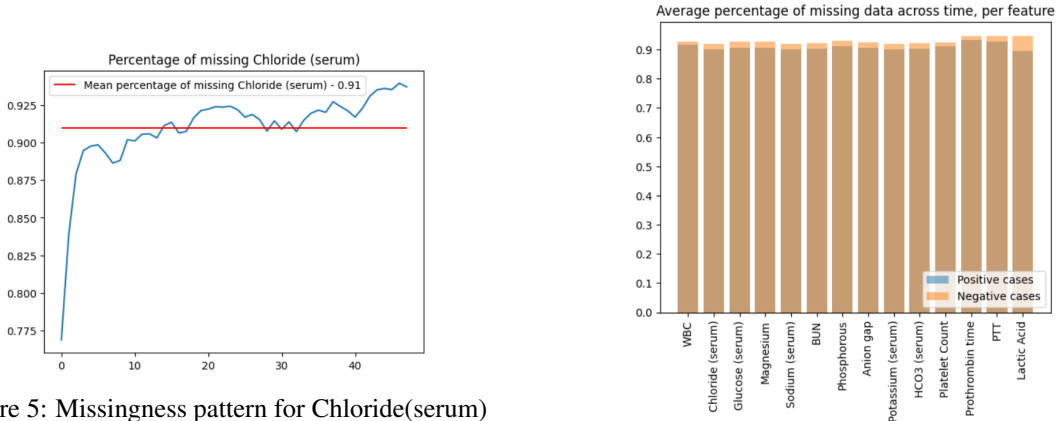 Percentage of missing Chloride (serum)
Mean percentage of missing Chloride (serum) - 0.91
0.925
0.900
0.875
0.850
0.825
0.800
0.775
0 10 20 30 40
re 5: Missingness pattern for Chloride(serum)
Average percentage of missing data across time, per feature
0.9
0.8
0.7
0.6
0.5
0.4
0.3
0.2
0.1
0.0
Positive cases
Negative cases
WBC
Chloride (serum)
Glucose (serum)
Magnesium
Sodium (serum)
BUN
Phosphorous
Anion gap
Potassium (serum)
HCO3 (serum)
Platelet Count
Prothrombin time
PTT
Lactic Acid